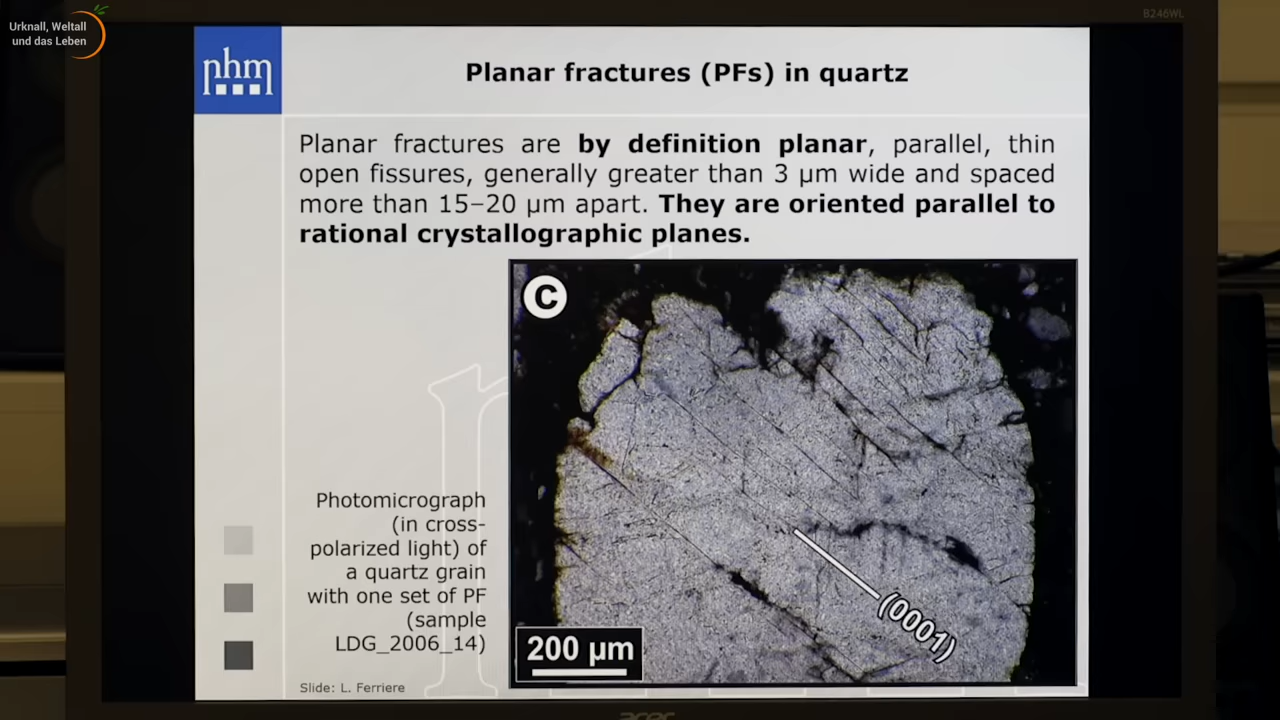 Urknall, Weltall
und das Leben
B246WL
nhm
Planar fractures (PFs) in quartz
Planar fractures are by definition planar, parallel, thin
open fissures, generally greater than 3 µm wide and spaced
more than 15–20 µm apart. They are oriented parallel to
rational crystallographic planes.
C
Photomicrograph
(in cross-
polarized light) of
a quartz grain
with one set of PF
(sample
LDG_2006_14)
(0001)
200 µm
Slide: L. Ferriere
acer